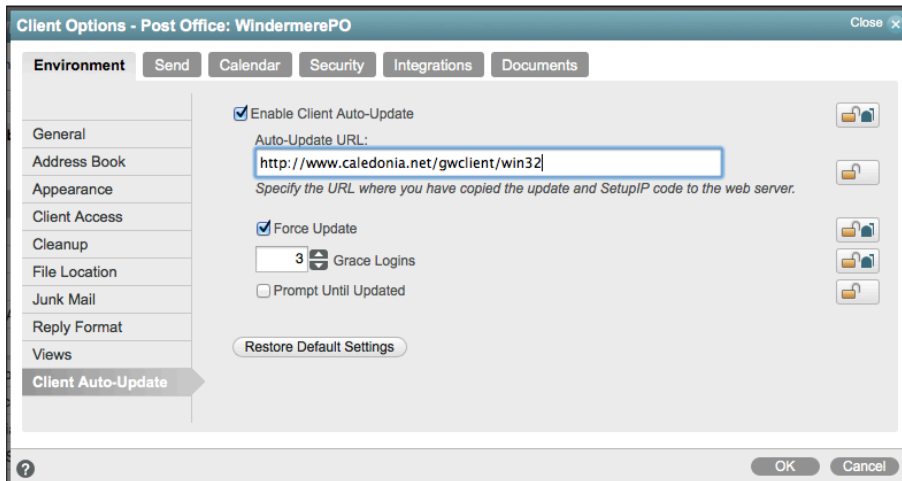 Client Options - Post Office: WindermerePO
Close x
Environment Send Calendar Security Integrations Documents
General
Address Book
Appearance
Client Access
Cleanup
File Location
Junk Mail
Reply Format
Views
Client Auto-Update
Enable Client Auto-Update
Auto-Update URL:
http://www.caledonia.net/gwclient/win32
Specify the URL where you have copied the update and SetupIP code to the web server.
Force Update
3 Grace Logins
Prompt Until Updated
Restore Default Settings
?
OK Cancel